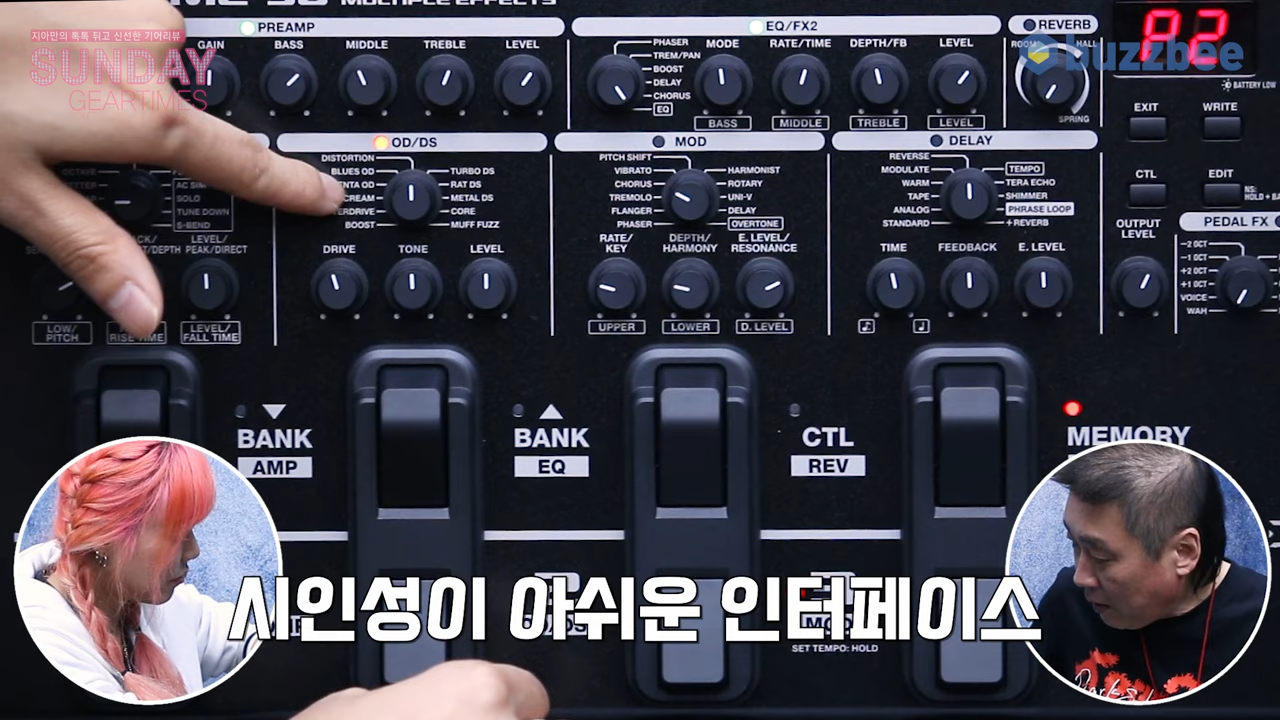 MULTIPLE EFFECTS
지아만의 톡톡 튀고 신선한 기어리뷰
SUNDAY
GEARTIMES
buzzbee
82
PREAMP
GAIN BASS MIDDLE TREBLE LEVEL
EQ/FX2
PHASER
TREM/PAN
BOOST
DELAY
CHORUS
EQ
MODE RATE/TIME DEPTH/FB LEVEL
BASS MIDDLE TREBLE LEVEL
REVERB
ROOM HALL
SPRING
BATTERY LOW
EXIT WRITE
CTL EDIT
NS:
OUTPUT
LEVEL
PEDAL FX
−2 OCT
−1 OCT
+2 OCT
+1 OCT
VOICE
WAH
AC SIM
SOLO
TUNE DOWN
S-BEND
LEVEL/
PEAK/DIRECT
LOW/
PITCH
RISE TIME
LEVEL/
FALL TIME
OD/DS
DISTORTION
BLUES OD
BOOST
TURBO DS
RAT DS
METAL DS
CORE
MUFF FUZZ
DRIVE TONE LEVEL
MOD
PITCH SHIFT
VIBRATO
CHORUS
TREMOLO
FLANGER
PHASER
HARMONIST
ROTARY
UNI-V
DELAY
OVERTONE
RATE/
KEY
DEPTH/
HARMONY
E. LEVEL/
RESONANCE
UPPER LOWER D. LEVEL
DELAY
REVERSE
MODULATE
WARM
TAPE
ANALOG
STANDARD
TEMPO
TERA ECHO
SHIMMER
PHRASE LOOP
+REVERB
TIME FEEDBACK E. LEVEL
BANK
AMP
BANK
EQ
CTL
REV
MEMORY
시인성이 아쉬운 인터페이스
SET TEMPO: HOLD